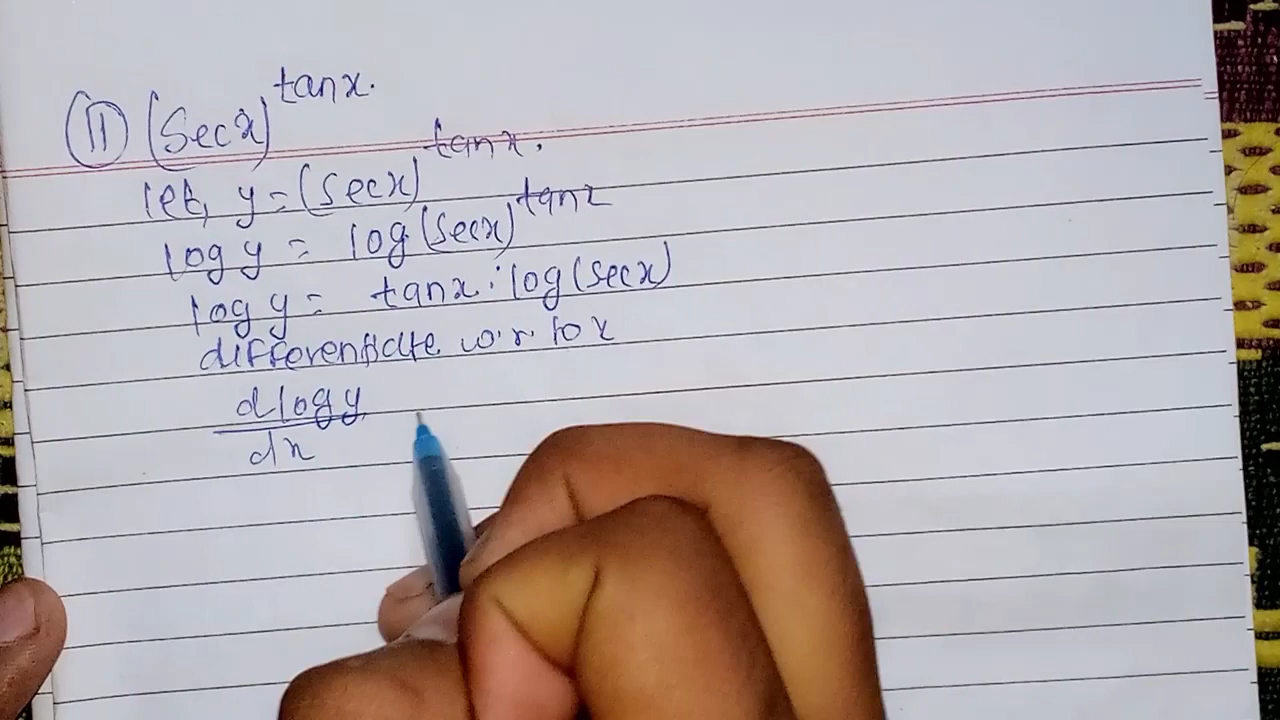 (11) (Secx)^tanx.
let, y = (secx)^tanx.
log y = log(secx)^tanx
log y = tanx . log(secx)
differentiate w.r. to x
d log y
dx